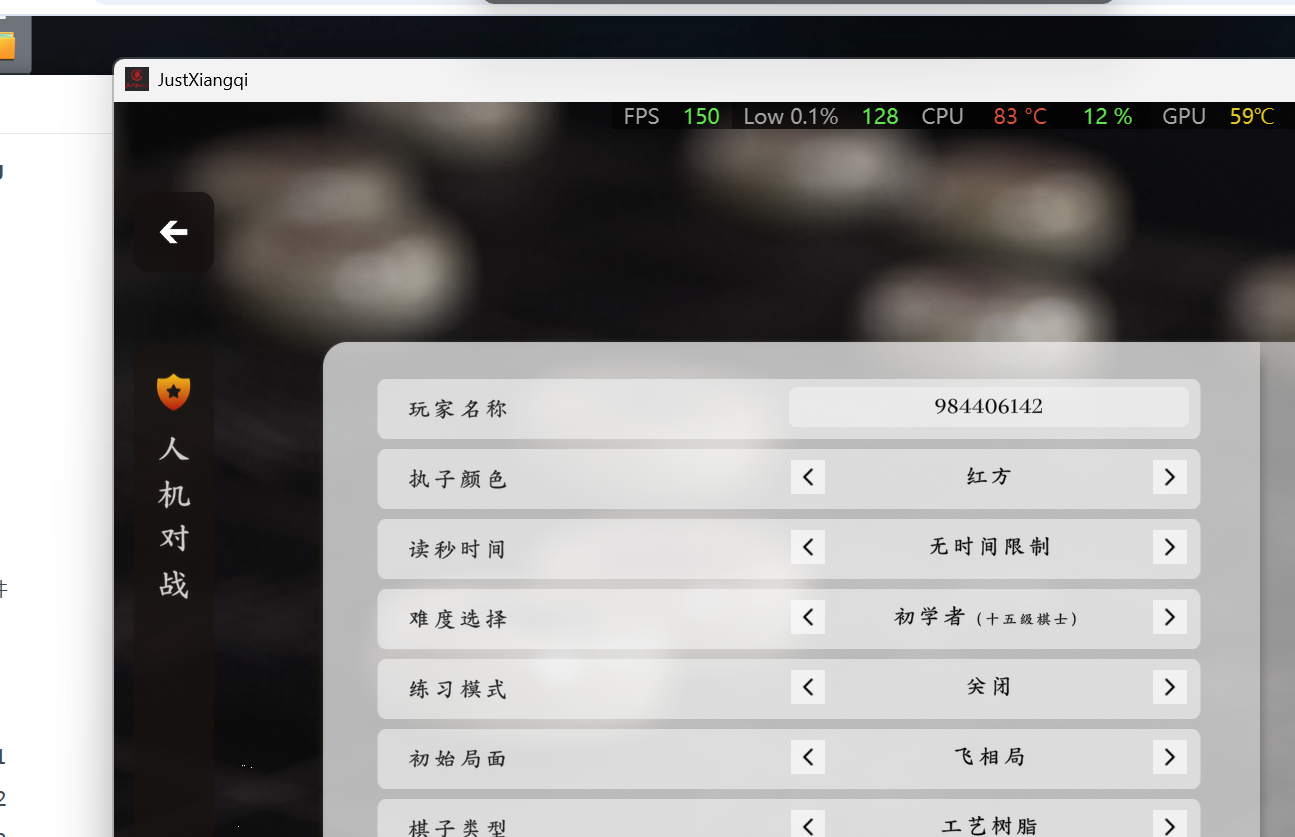 JustXiangqi
FPS 150 Low 0.1% 128 CPU 83 °C 12 % GPU 59°C
人机对战
玩家名称 984406142
执子颜色 红方
读秒时间 无时间限制
难度选择 初学者（十五级棋士）
练习模式 关闭
初始局面 飞相局
棋子类型 工艺树脂
1
2